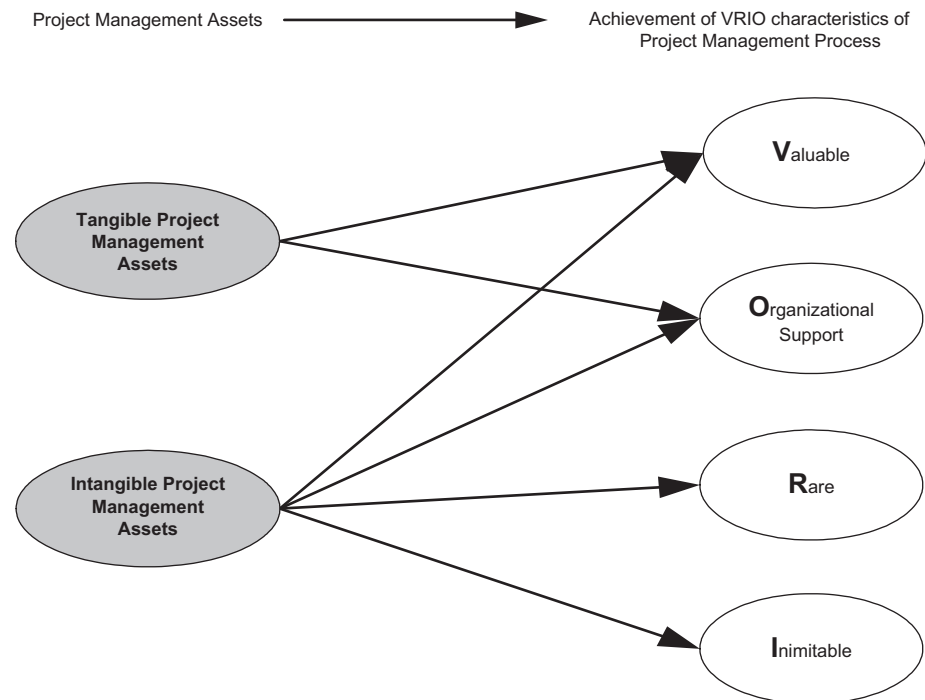 Project Management Assets
Achievement of VRIO characteristics of
Project Management Process
Valuable
Tangible Project
Management
Assets
Organizational
Support
Intangible Project
Management
Assets
Rare
Inimitable